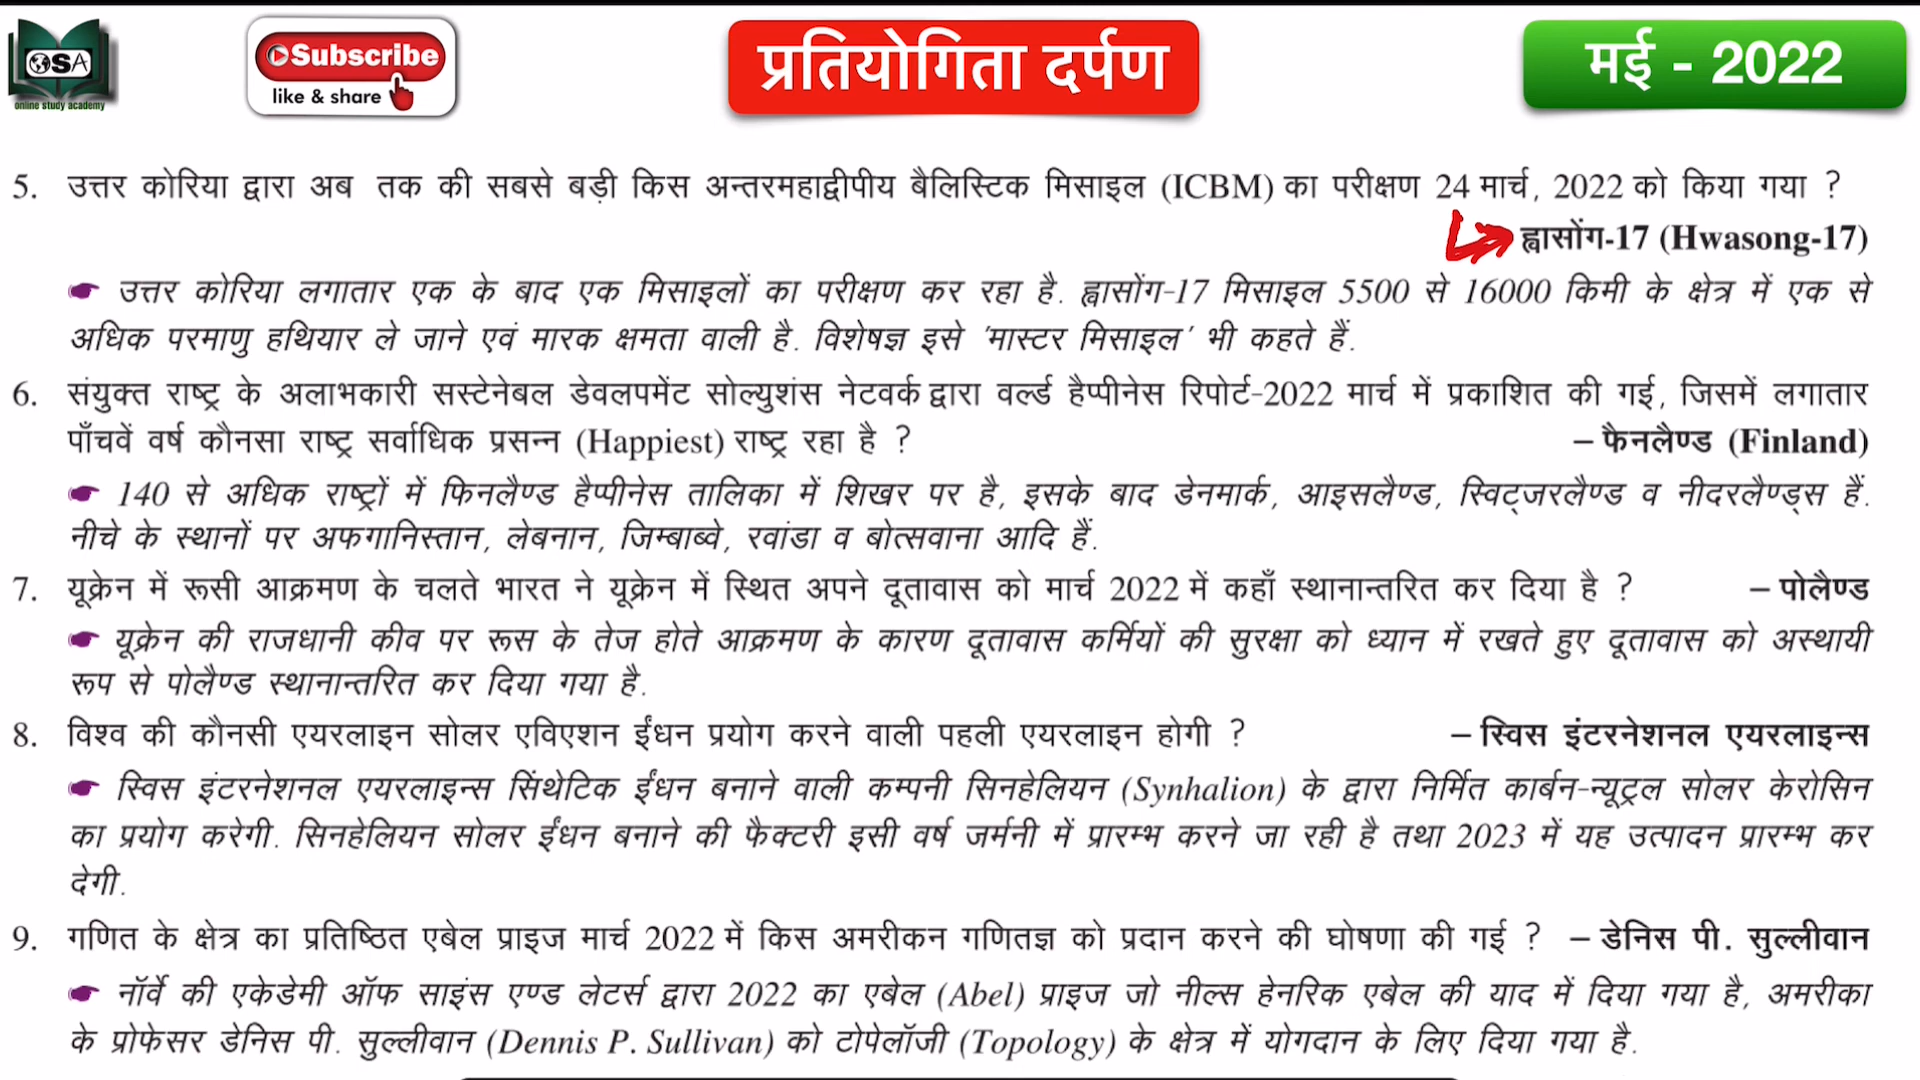 OSA
online study academy
Subscribe
like & share
प्रतियोगिता दर्पण
मई - 2022
5. उत्तर कोरिया द्वारा अब तक की सबसे बड़ी किस अन्तरमहाद्वीपीय बैलिस्टिक मिसाइल (ICBM) का परीक्षण 24 मार्च, 2022 को किया गया ?
ह्वासोंग-17 (Hwasong-17)
उत्तर कोरिया लगातार एक के बाद एक मिसाइलों का परीक्षण कर रहा है. ह्वासोंग-17 मिसाइल 5500 से 16000 किमी के क्षेत्र में एक से
अधिक परमाणु हथियार ले जाने एवं मारक क्षमता वाली है. विशेषज्ञ इसे 'मास्टर मिसाइल' भी कहते हैं.
6. संयुक्त राष्ट्र के अलाभकारी सस्टेनेबल डेवलपमेंट सोल्युशंस नेटवर्क द्वारा वर्ल्ड हैप्पीनेस रिपोर्ट-2022 मार्च में प्रकाशित की गई, जिसमें लगातार
पाँचवें वर्ष कौनसा राष्ट्र सर्वाधिक प्रसन्न (Happiest) राष्ट्र रहा है ? – फैनलैण्ड (Finland)
140 से अधिक राष्ट्रों में फिनलैण्ड हैप्पीनेस तालिका में शिखर पर है, इसके बाद डेनमार्क, आइसलैण्ड, स्विट्जरलैण्ड व नीदरलैण्ड्स हैं.
नीचे के स्थानों पर अफगानिस्तान, लेबनान, जिम्बाब्वे, रवांडा व बोत्सवाना आदि हैं.
7. यूक्रेन में रूसी आक्रमण के चलते भारत ने यूक्रेन में स्थित अपने दूतावास को मार्च 2022 में कहाँ स्थानान्तरित कर दिया है ? – पोलैण्ड
यूक्रेन की राजधानी कीव पर रूस के तेज होते आक्रमण के कारण दूतावास कर्मियों की सुरक्षा को ध्यान में रखते हुए दूतावास को अस्थायी
रूप से पोलैण्ड स्थानान्तरित कर दिया गया है.
8. विश्व की कौनसी एयरलाइन सोलर एविएशन ईंधन प्रयोग करने वाली पहली एयरलाइन होगी ? – स्विस इंटरनेशनल एयरलाइन्स
स्विस इंटरनेशनल एयरलाइन्स सिंथेटिक ईंधन बनाने वाली कम्पनी सिनहेलियन (Synhalion) के द्वारा निर्मित कार्बन-न्यूट्रल सोलर केरोसिन
का प्रयोग करेगी. सिनहेलियन सोलर ईंधन बनाने की फैक्टरी इसी वर्ष जर्मनी में प्रारम्भ करने जा रही है तथा 2023 में यह उत्पादन प्रारम्भ कर
देगी.
9. गणित के क्षेत्र का प्रतिष्ठित एबेल प्राइज मार्च 2022 में किस अमरीकन गणितज्ञ को प्रदान करने की घोषणा की गई ? – डेनिस पी. सुल्लीवान
नॉर्वे की एकेडेमी ऑफ साइंस एण्ड लेटर्स द्वारा 2022 का एबेल (Abel) प्राइज जो नील्स हेनरिक एबेल की याद में दिया गया है, अमरीका
के प्रोफेसर डेनिस पी. सुल्लीवान (Dennis P. Sullivan) को टोपेलॉजी (Topology) के क्षेत्र में योगदान के लिए दिया गया है.